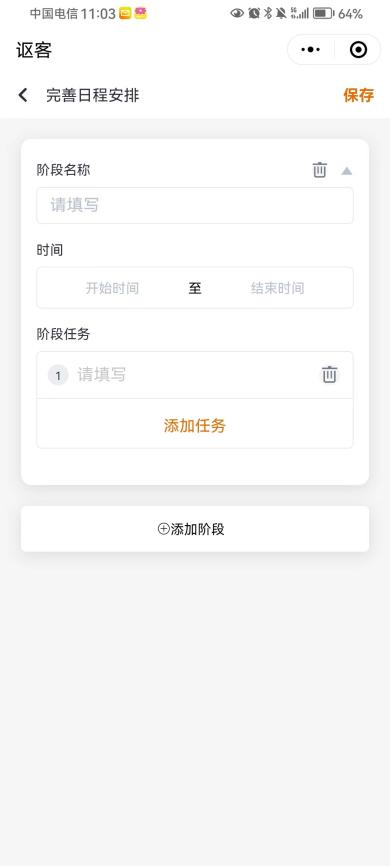 中国电信 11:03 64%
讴客
完善日程安排 保存
阶段名称
请填写
时间
开始时间 至 结束时间
阶段任务
1 请填写
添加任务
添加阶段